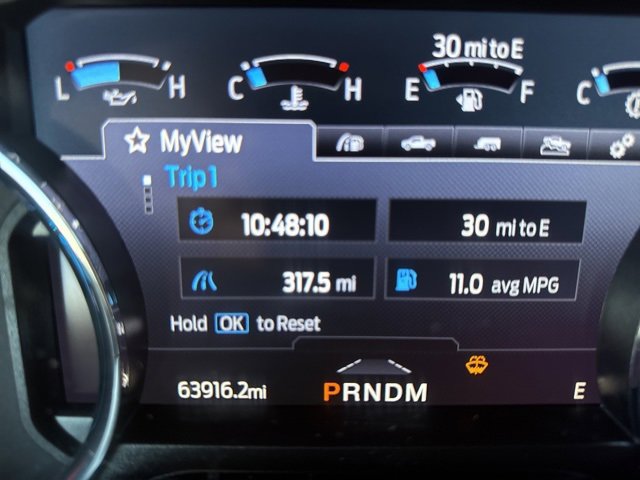 30 mi to E
L H C H E F C
MyView
Trip 1
10:48:10 30 mi to E
317.5 mi 11.0 avg MPG
Hold OK to Reset
63916.2mi PRNDM E